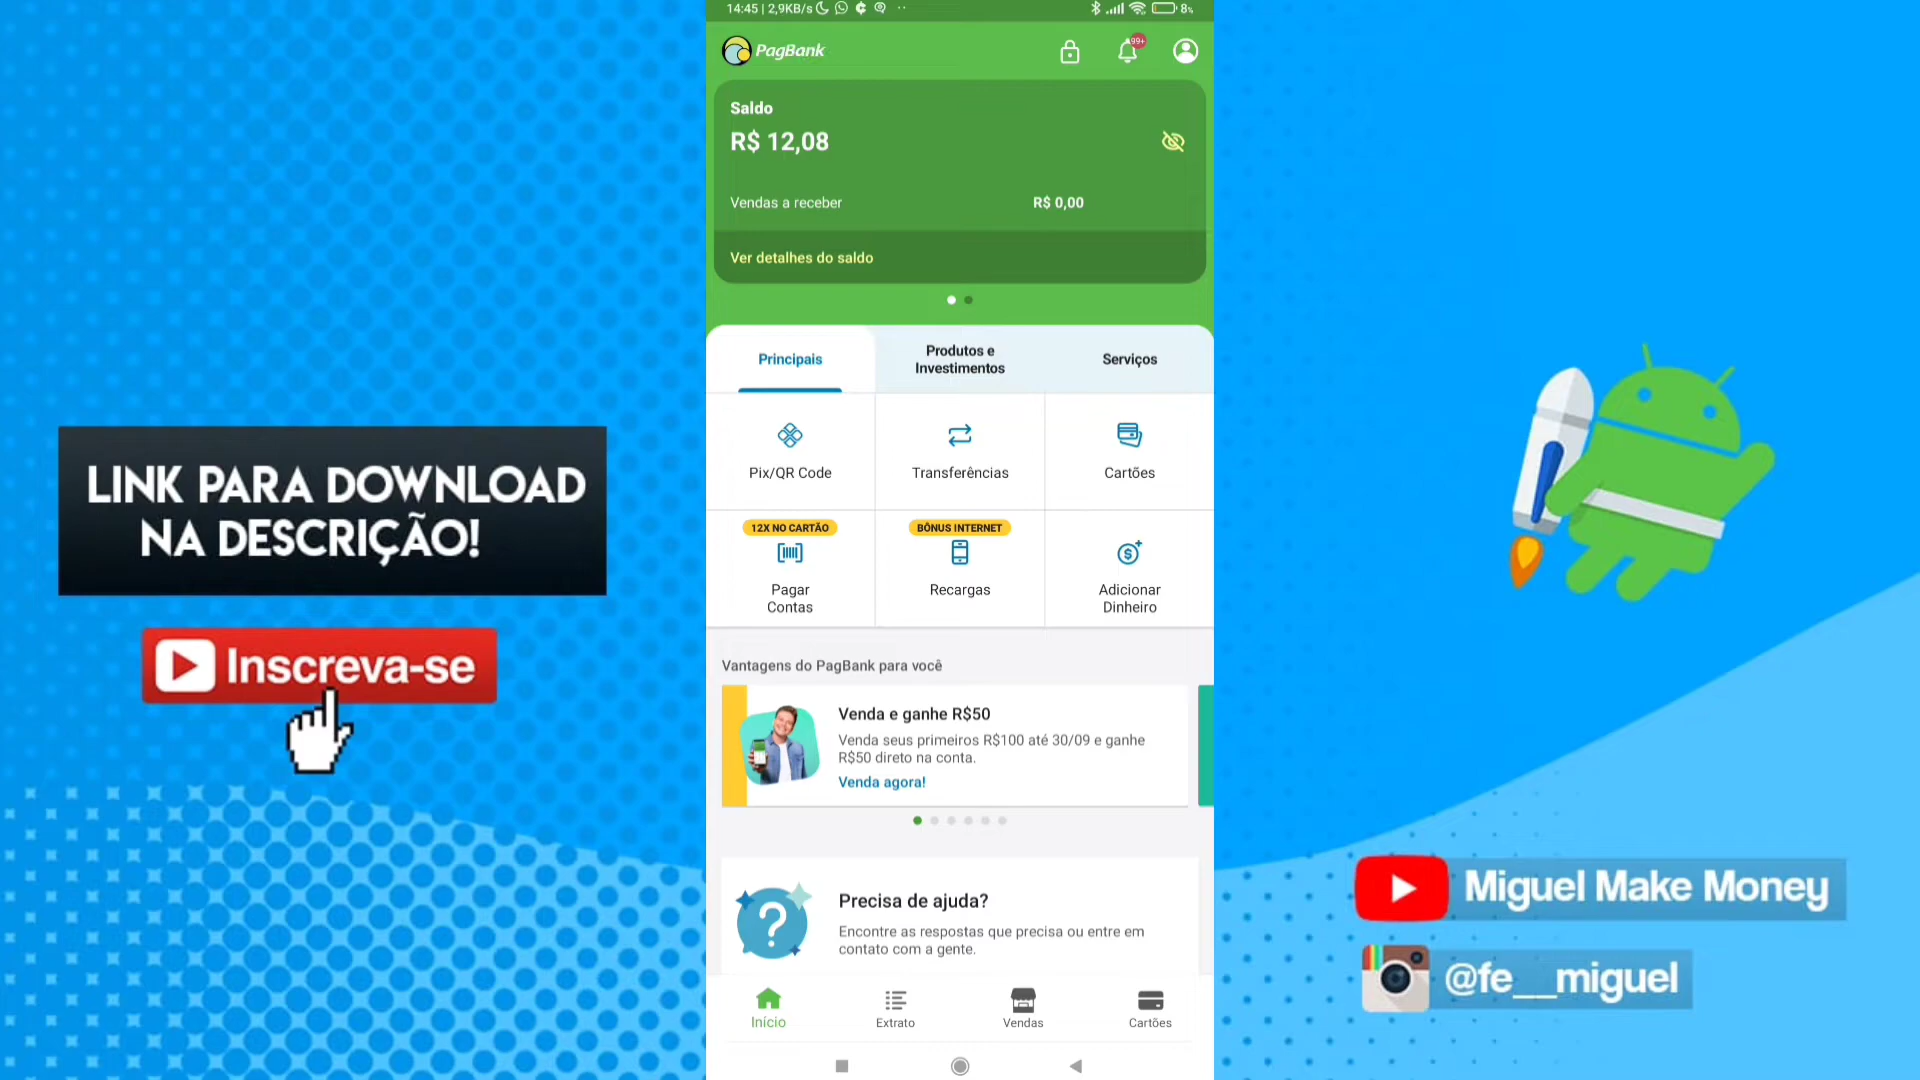 14:45 | 2,9KB/s
8%
PagBank
99+
Saldo
R$ 12,08
Vendas a receber R$ 0,00
Ver detalhes do saldo
Principais
Produtos e
Investimentos
Serviços
Pix/QR Code
Transferências
Cartões
12X NO CARTÃO
Pagar
Contas
BÔNUS INTERNET
Recargas
Adicionar
Dinheiro
Vantagens do PagBank para você
Venda e ganhe R$50
Venda seus primeiros R$100 até 30/09 e ganhe
R$50 direto na conta.
Venda agora!
Precisa de ajuda?
Encontre as respostas que precisa ou entre em
contato com a gente.
Início
Extrato
Vendas
Cartões
LINK PARA DOWNLOAD
NA DESCRIÇÃO!
Inscreva-se
Miguel Make Money
@fe__miguel